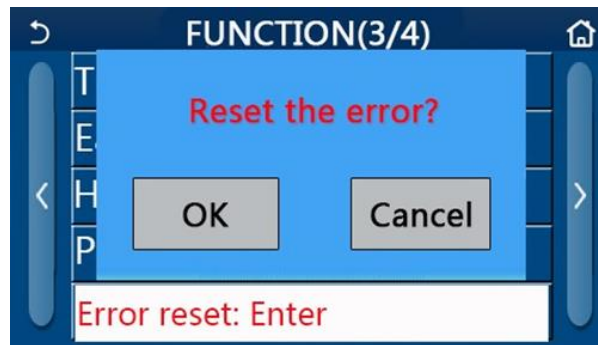 FUNCTION(3/4)
T
Reset the error?
E
H
OK
Cancel
P
Error reset: Enter